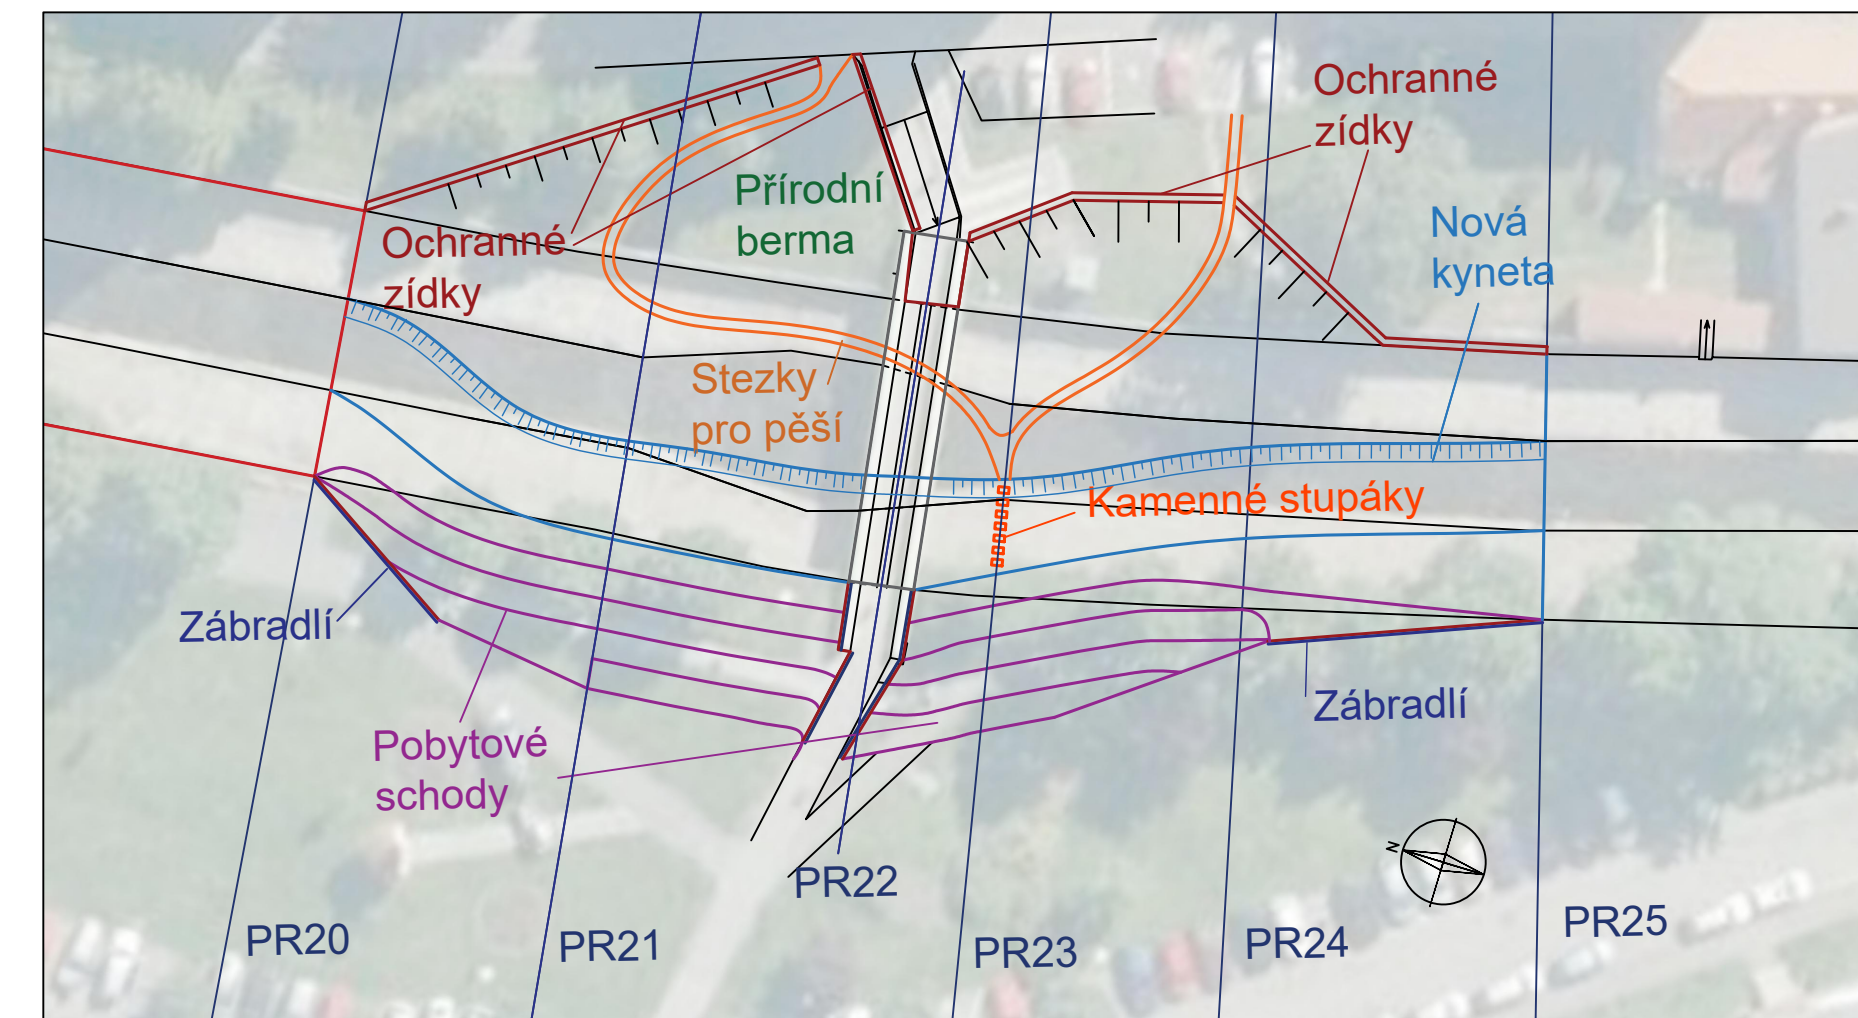 Ochranné
zídky
Přírodní
berma
Ochranné
zídky
Nová
kyneta
Stezky
pro pěší
Kamenné stupáky
Zábradlí
Zábradlí
Pobytové
schody
N
PR20
PR21
PR22
PR23
PR24
PR25